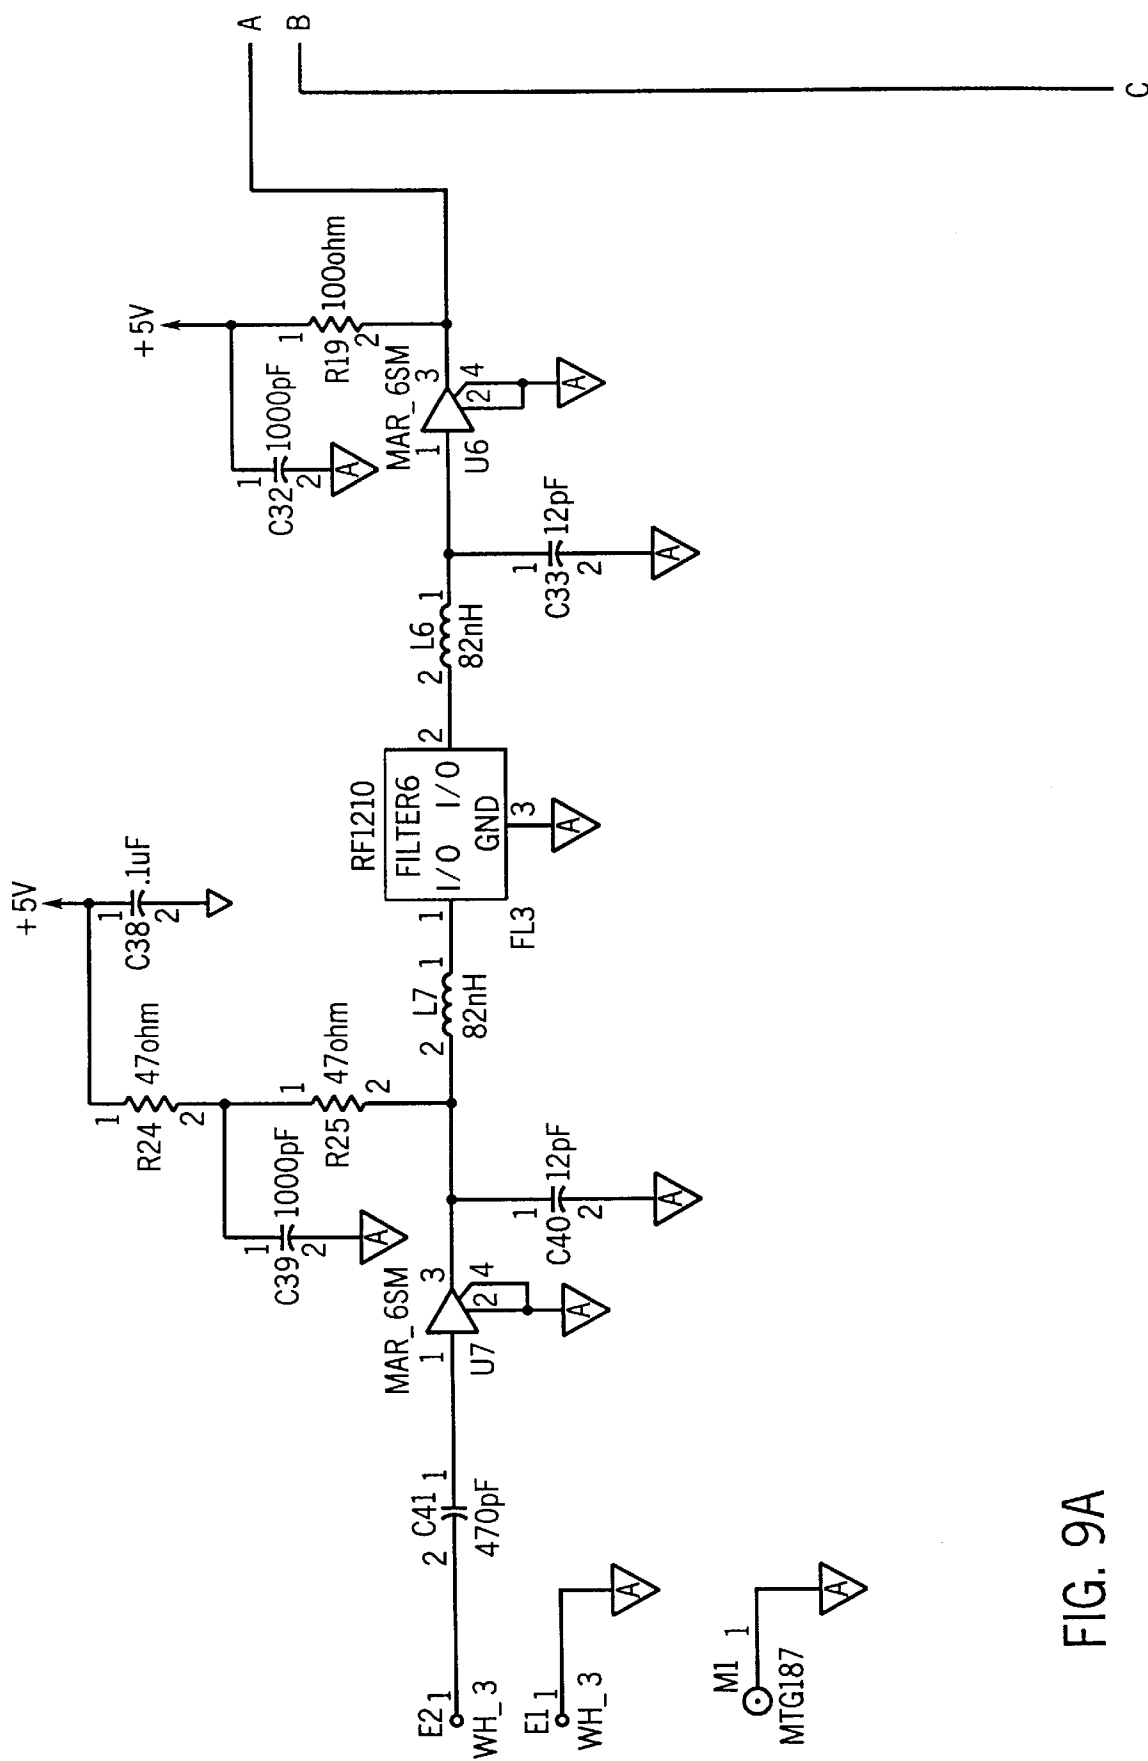 E2
1
WH_3
E1
1
WH_3
A
M1
1
MTG187
A
2
C41
1
470pF
MAR_6SM
1
3
2
4
U7
A
1
C39
1000pF
2
A
+5V
1
R24
47ohm
2
1
C38
.1uF
2
1
R25
47ohm
2
1
C40
12pF
2
A
2
L7
1
82nH
RF1210
FILTER6
1
I/O
I/O
2
GND
3
FL3
A
2
L6
1
82nH
1
C33
12pF
2
A
+5V
1
C32
1000pF
2
A
1
R19
100ohm
2
MAR_6SM
1
3
2
4
U6
A
A
B
C
FIG. 9A